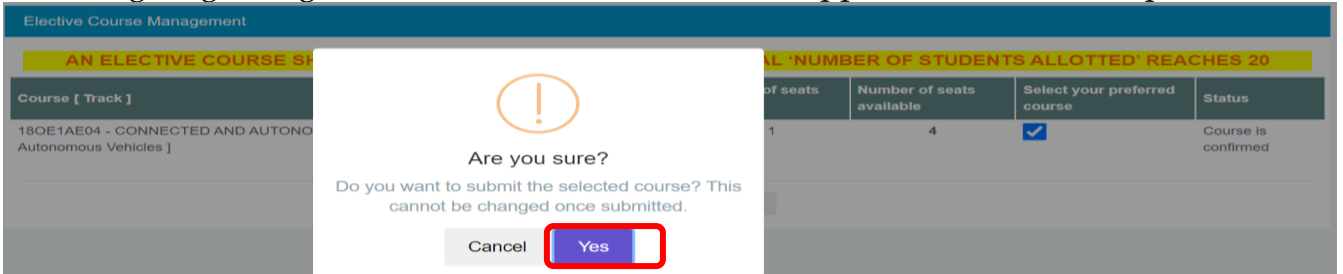 Elective Course Management
AN ELECTIVE COURSE SH AL ‘NUMBER OF STUDENTS ALLOTTED’ REACHES 20
Course [ Track ] of seats Number of seats available Select your preferred course Status
18OE1AE04 - CONNECTED AND AUTONO 1 4 Course is confirmed
Autonomous Vehicles ]
Are you sure?
Do you want to submit the selected course? This
cannot be changed once submitted.
Cancel Yes